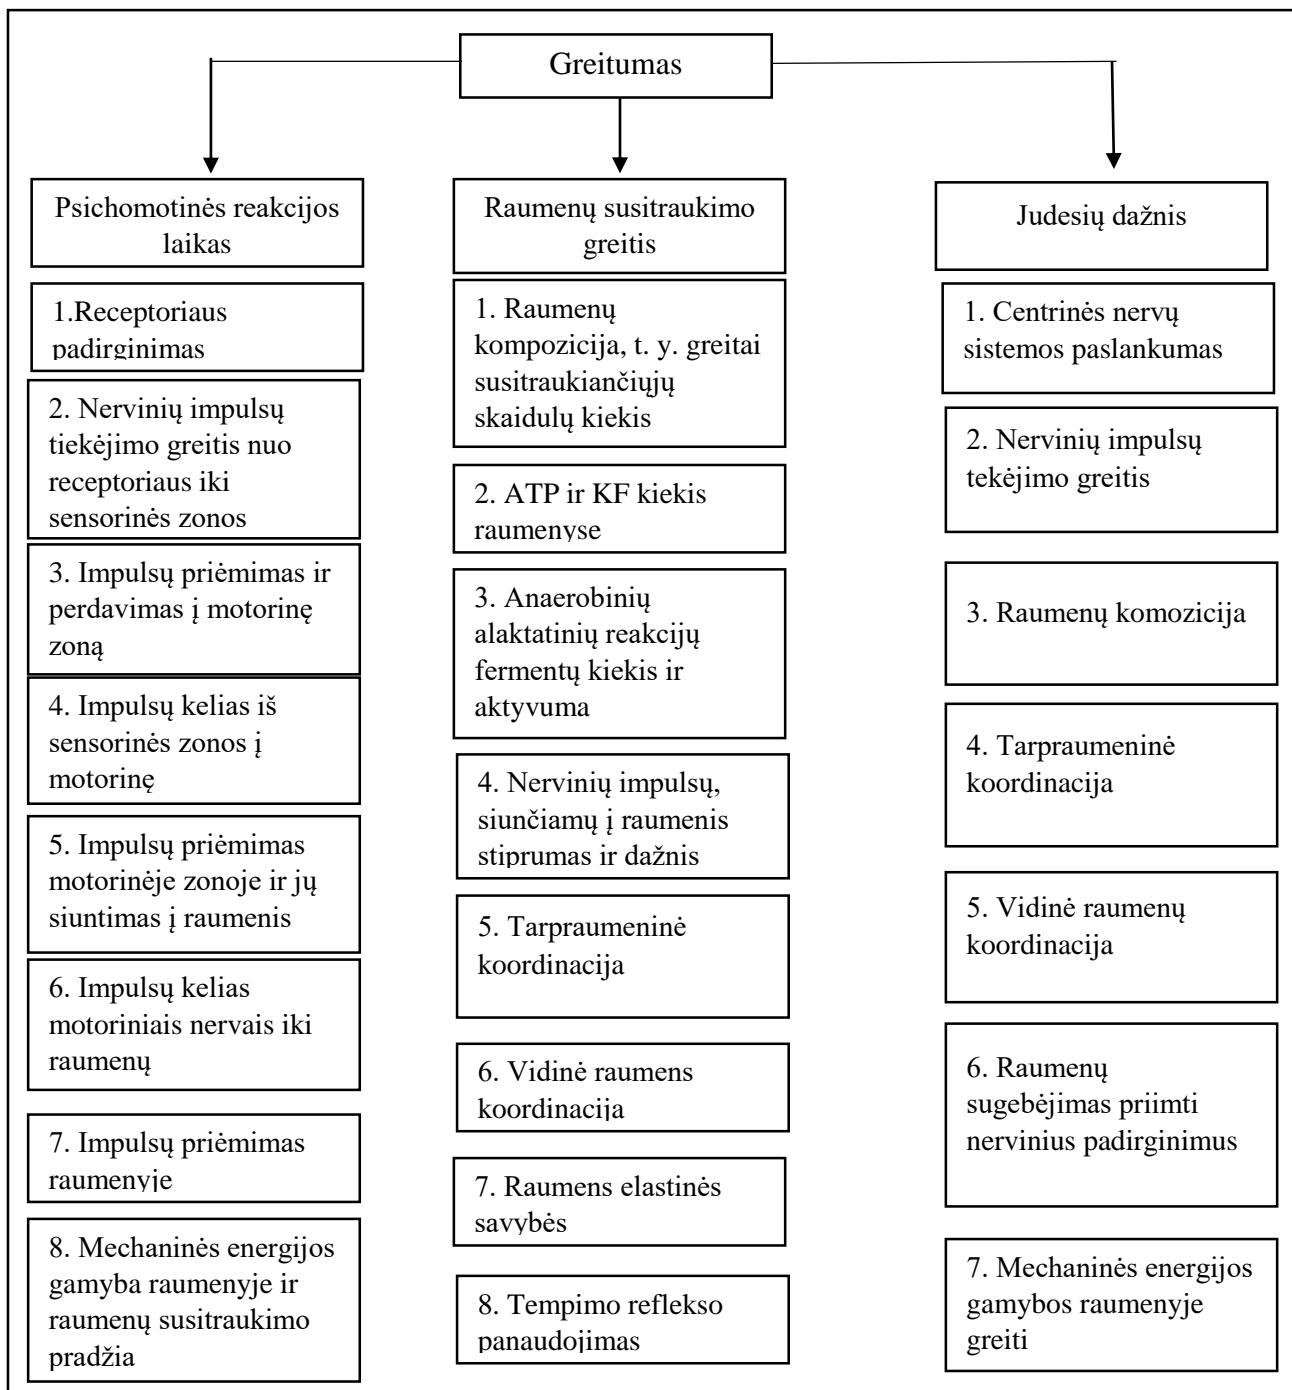 Greitumas
Psichomotinės reakcijos
laikas
1.Receptoriaus
padirginimas
2. Nervinių impulsų
tiekėjimo greitis nuo
receptoriaus iki
sensorinės zonos
3. Impulsų priėmimas ir
perdavimas į motorinę
zoną
4. Impulsų kelias iš
sensorinės zonos į
motorinę
5. Impulsų priėmimas
motorinėje zonoje ir jų
siuntimas į raumenis
6. Impulsų kelias
motoriniais nervais iki
raumenų
7. Impulsų priėmimas
raumenyje
8. Mechaninės energijos
gamyba raumenyje ir
raumenų susitraukimo
pradžia
Raumenų susitraukimo
greitis
1. Raumenų
kompozicija, t. y. greitai
susitraukiančiųjų
skaidulų kiekis
2. ATP ir KF kiekis
raumenyse
3. Anaerobinių
alaktatinių reakcijų
fermentų kiekis ir
aktyvuma
4. Nervinių impulsų,
siunčiamų į raumenis
stiprumas ir dažnis
5. Tarpraumeninė
koordinacija
6. Vidinė raumens
koordinacija
7. Raumens elastinės
savybės
8. Tempimo reflekso
panaudojimas
Judesių dažnis
1. Centrinės nervų
sistemos paslankumas
2. Nervinių impulsų
tekėjimo greitis
3. Raumenų komozicija
4. Tarpraumeninė
koordinacija
5. Vidinė raumenų
koordinacija
6. Raumenų
sugebėjimas priimti
nervinius padirginimus
7. Mechaninės energijos
gamybos raumenyje
greiti